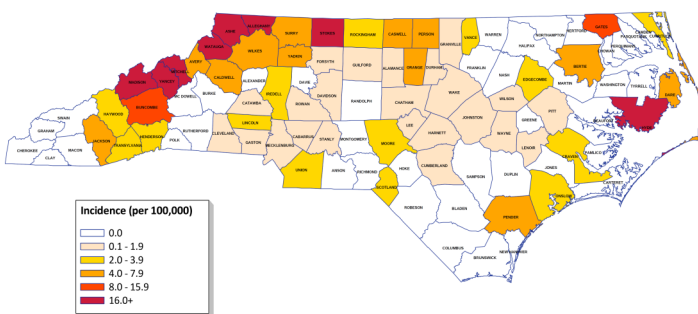 ASHE
ALLEGHANY
SURRY
STOKES
ROCKINGHAM
CASWELL
PERSON
GRANVILLE
VANCE
WARREN
NORTHAMPTON
HERTFORD
GATES
CAMDEN
PASQUOTANK
HALIFAX
WATAUGA
WILKES
YADKIN
FORSYTH
GUILFORD
ALAMANCE
ORANGE
DURHAM
FRANKLIN
NASH
EDGECOMBE
BERTIE
MARTIN
WASHINGTON
TYRRELL
DARE
MADISON
YANCEY
MITCHELL
AVERY
CALDWELL
ALEXANDER
DAVIE
IREDELL
DAVIDSON
RANDOLPH
CHATHAM
WAKE
WILSON
PITT
BEAUFORT
BUNCOMBE
MC DOWELL
BURKE
CATAWBA
ROWAN
LEE
JOHNSTON
GREENE
HAYWOOD
SWAIN
GRAHAM
CHEROKEE
CLAY
MACON
JACKSON
TRANSYLVANIA
HENDERSON
POLK
RUTHERFORD
CLEVELAND
LINCOLN
GASTON
MECKLENBURG
CABARRUS
STANLY
MONTGOMERY
MOORE
HARNETT
WAYNE
LENOIR
CRAVEN
PAMLICO
UNION
ANSON
RICHMOND
SCOTLAND
HOKE
CUMBERLAND
SAMPSON
DUPLIN
JONES
CARTERET
ONSLOW
ROBESON
BLADEN
PENDER
COLUMBUS
BRUNSWICK
NEW HANOVER
Incidence (per 100,000)
0.0
0.1 - 1.9
2.0 - 3.9
4.0 - 7.9
8.0 - 15.9
16.0+